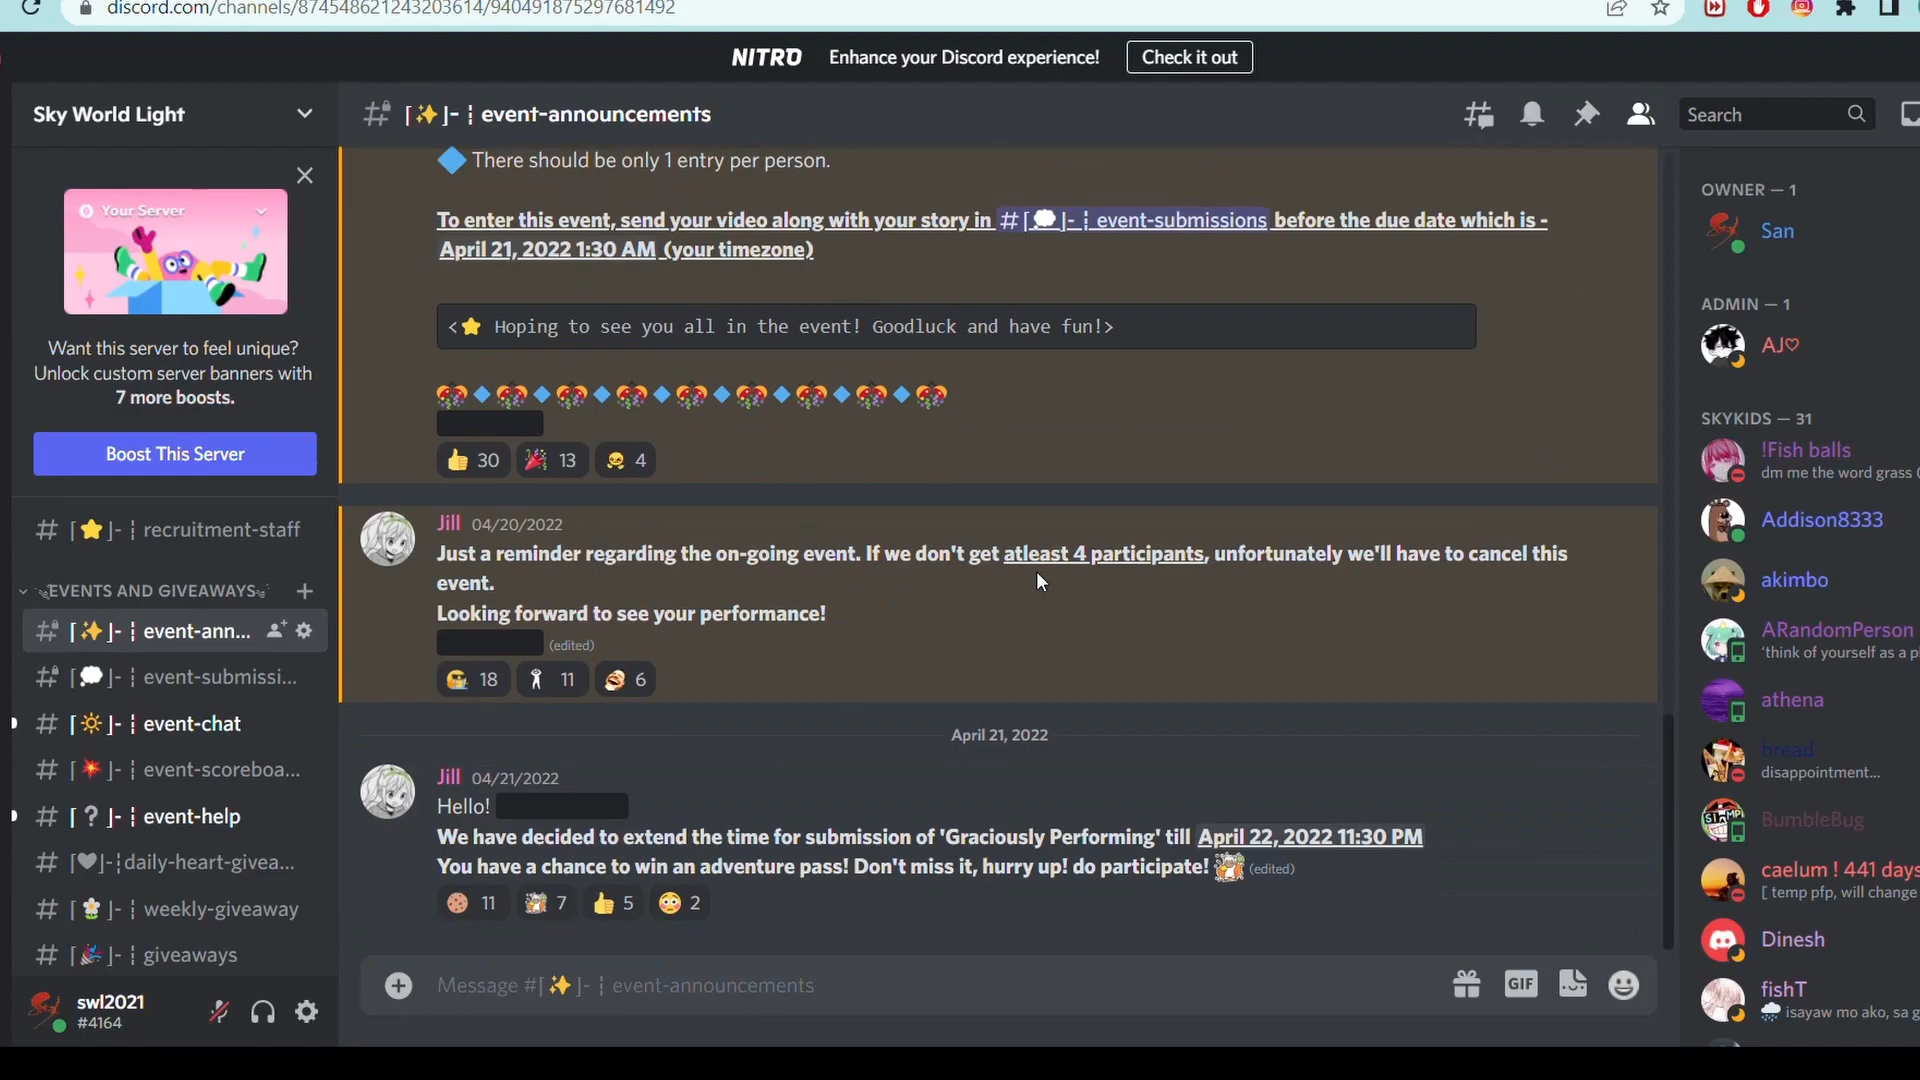 discord.com/channels/874548621243203614/940491875297681492
NITRO Enhance your Discord experience! Check it out
Sky World Light
Your Server
Want this server to feel unique?
Unlock custom server banners with
7 more boosts.
Boost This Server
# [⭐]- ┆ recruitment-staff
EVENTS AND GIVEAWAYS
[✨]- ┆ event-ann...
[💭]- ┆ event-submissi...
# [🔆]- ┆ event-chat
# [💥]- ┆ event-scoreboa...
# [❔]- ┆ event-help
# [🤍]-┆daily-heart-givea...
# [🌼]- ┆ weekly-giveaway
# [🎉]- ┆ giveaways
swl2021
#4164
[✨]- ┆ event-announcements
Search
🔷 There should be only 1 entry per person.
To enter this event, send your video along with your story in #[💭]- ┆ event-submissions before the due date which is -
April 21, 2022 1:30 AM (your timezone)
<⭐ Hoping to see you all in the event! Goodluck and have fun!>
👍 30 🎉 13 4
Jill 04/20/2022
Just a reminder regarding the on-going event. If we don't get atleast 4 participants, unfortunately we'll have to cancel this
event.
Looking forward to see your performance!
(edited)
18 11 6
April 21, 2022
Jill 04/21/2022
Hello!
We have decided to extend the time for submission of 'Graciously Performing' till April 22, 2022 11:30 PM
You have a chance to win an adventure pass! Don't miss it, hurry up! do participate! (edited)
🍪 11 7 👍 5 😳 2
Message #[✨]- ┆ event-announcements
GIF
OWNER — 1
San
ADMIN — 1
AJ♡
SKYKIDS — 31
!Fish balls
dm me the word grass
Addison8333
akimbo
ARandomPerson
'think of yourself as a p
athena
bread
disappointment...
BumbleBug
caelum ! 441 days
[ temp pfp, will change
Dinesh
fishT
🌧 isayaw mo ako, sa g